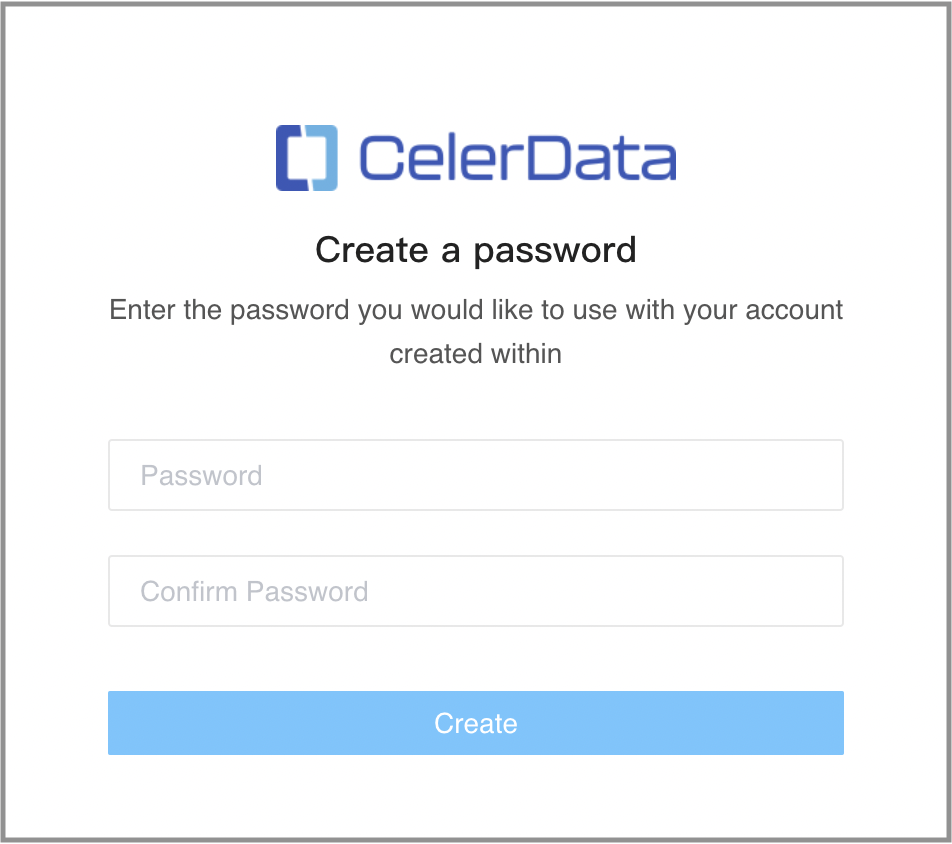 CelerData
Create a password
Enter the password you would like to use with your account
created within
Password
Confirm Password
Create